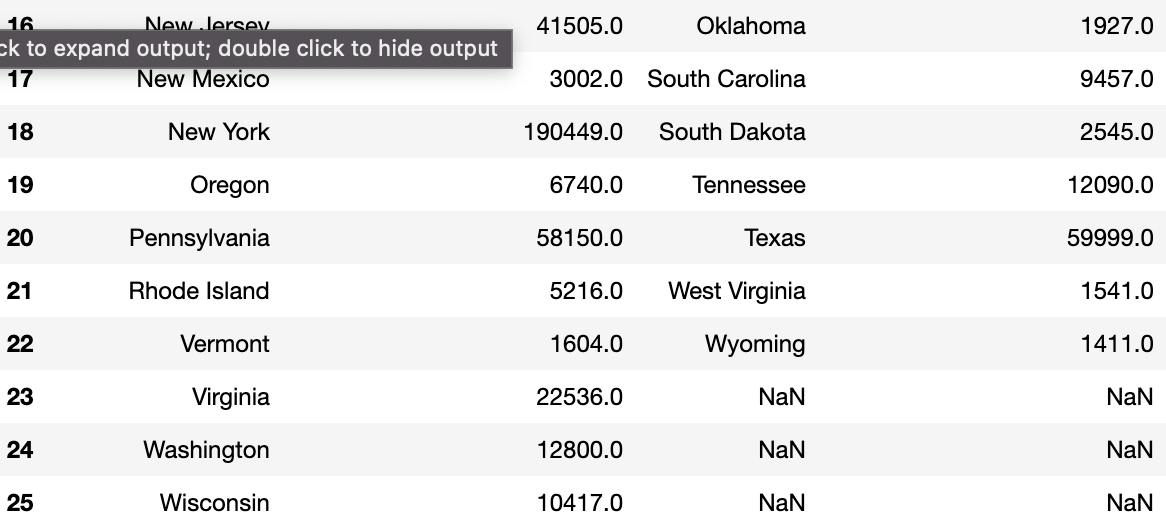 16 New Jersey 41505.0 Oklahoma 1927.0
ck to expand output; double click to hide output
17 New Mexico 3002.0 South Carolina 9457.0
18 New York 190449.0 South Dakota 2545.0
19 Oregon 6740.0 Tennessee 12090.0
20 Pennsylvania 58150.0 Texas 59999.0
21 Rhode Island 5216.0 West Virginia 1541.0
22 Vermont 1604.0 Wyoming 1411.0
23 Virginia 22536.0 NaN NaN
24 Washington 12800.0 NaN NaN
25 Wisconsin 10417.0 NaN NaN